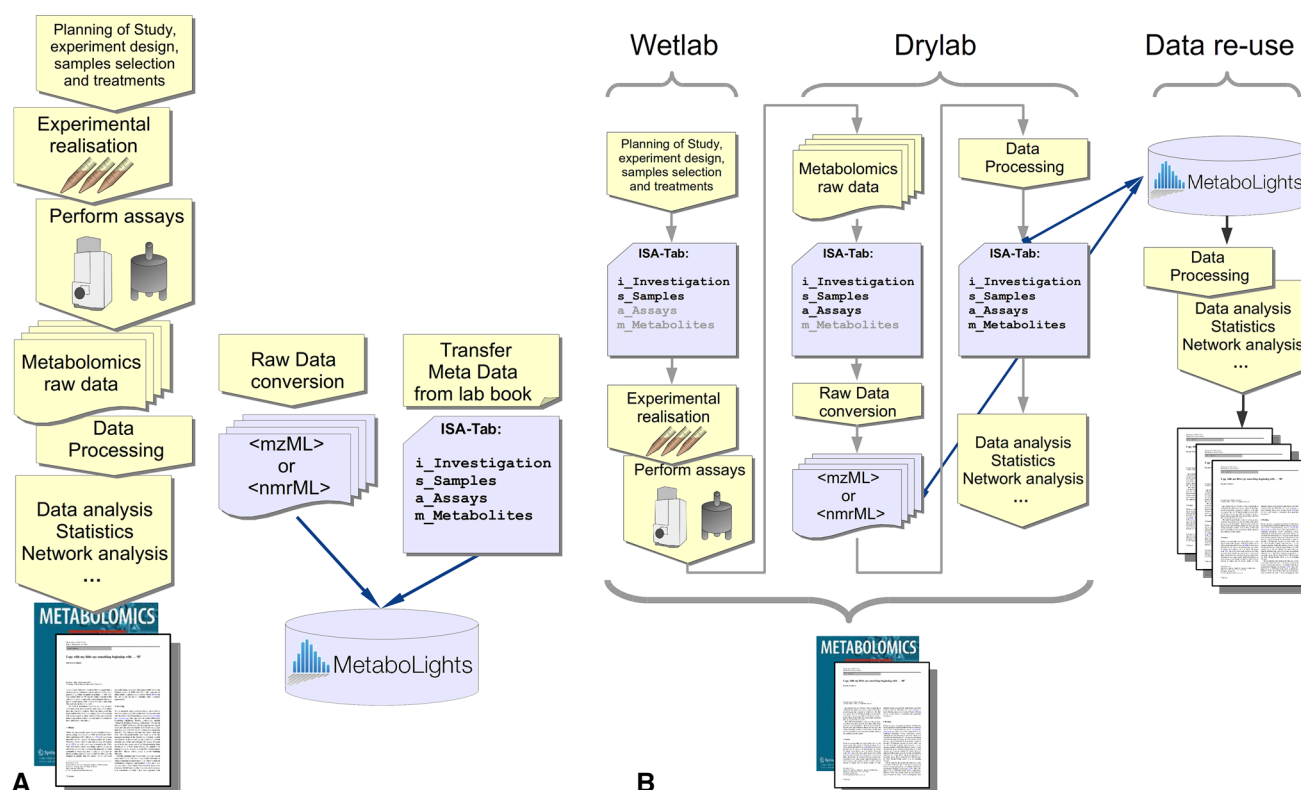 Planning of Study,
experiment design,
samples selection
and treatments
Experimental
realisation
Perform assays
Metabolomics
raw data
Data
Processing
Data analysis
Statistics
Network analysis
...
METABOLOMICS
Raw Data
conversion
<mzML>
or
<nmrML>
Transfer
Meta Data
from lab book
ISA-Tab:
i_Investigation
s_Samples
a_Assays
m_Metabolites
MetaboLights
A
Wetlab
Planning of Study,
experiment design,
samples selection
and treatments
ISA-Tab:
i_Investigation
s_Samples
a_Assays
m_Metabolites
Experimental
realisation
Perform assays
Drylab
Metabolomics
raw data
ISA-Tab:
i_Investigation
s_Samples
a_Assays
m_Metabolites
Raw Data
conversion
<mzML>
or
<nmrML>
Data
Processing
ISA-Tab:
i_Investigation
s_Samples
a_Assays
m_Metabolites
Data analysis
Statistics
Network analysis
...
METABOLOMICS
Data re-use
MetaboLights
Data
Processing
Data analysis
Statistics
Network analysis
...
B